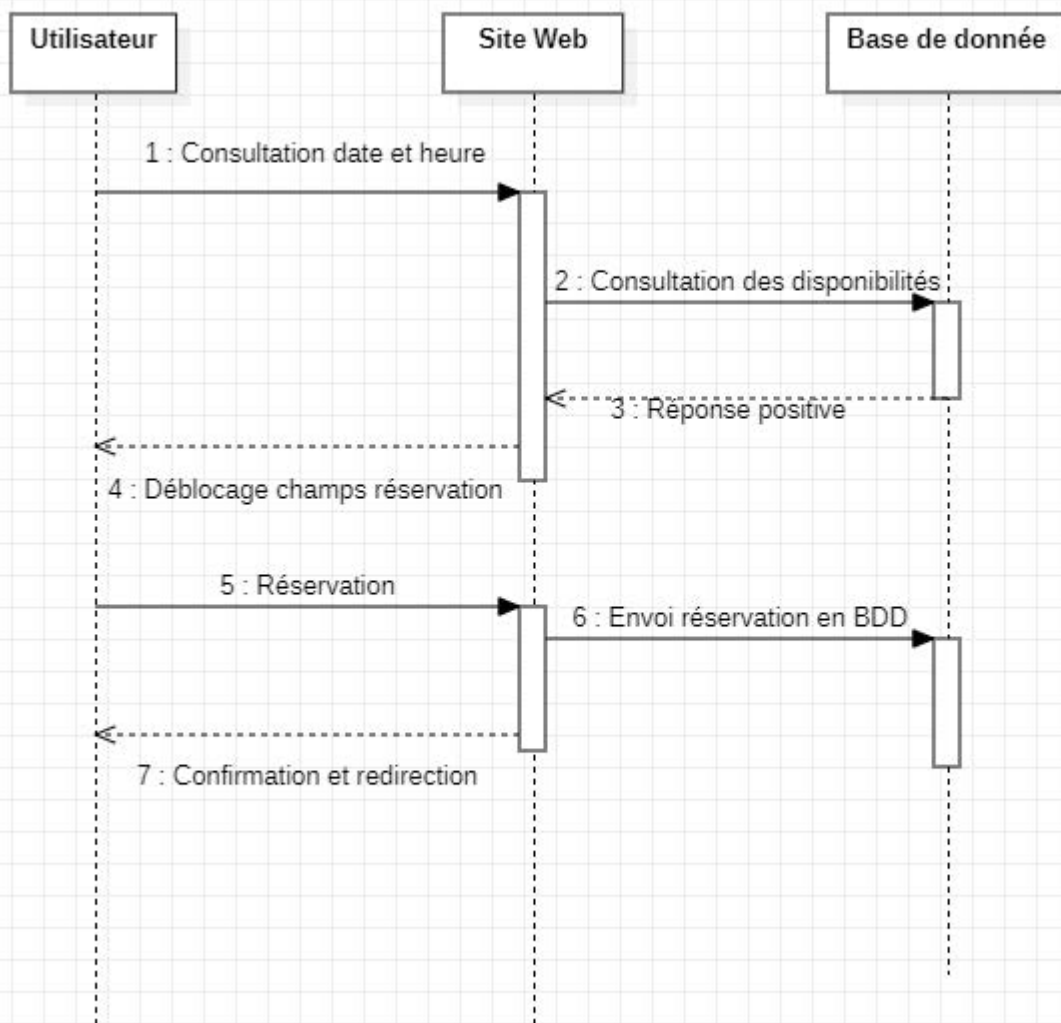 Utilisateur
Site Web
Base de donnée
1 : Consultation date et heure
2 : Consultation des disponibilités
3 : Réponse positive
4 : Déblocage champs réservation
5 : Réservation
6 : Envoi réservation en BDD
7 : Confirmation et redirection